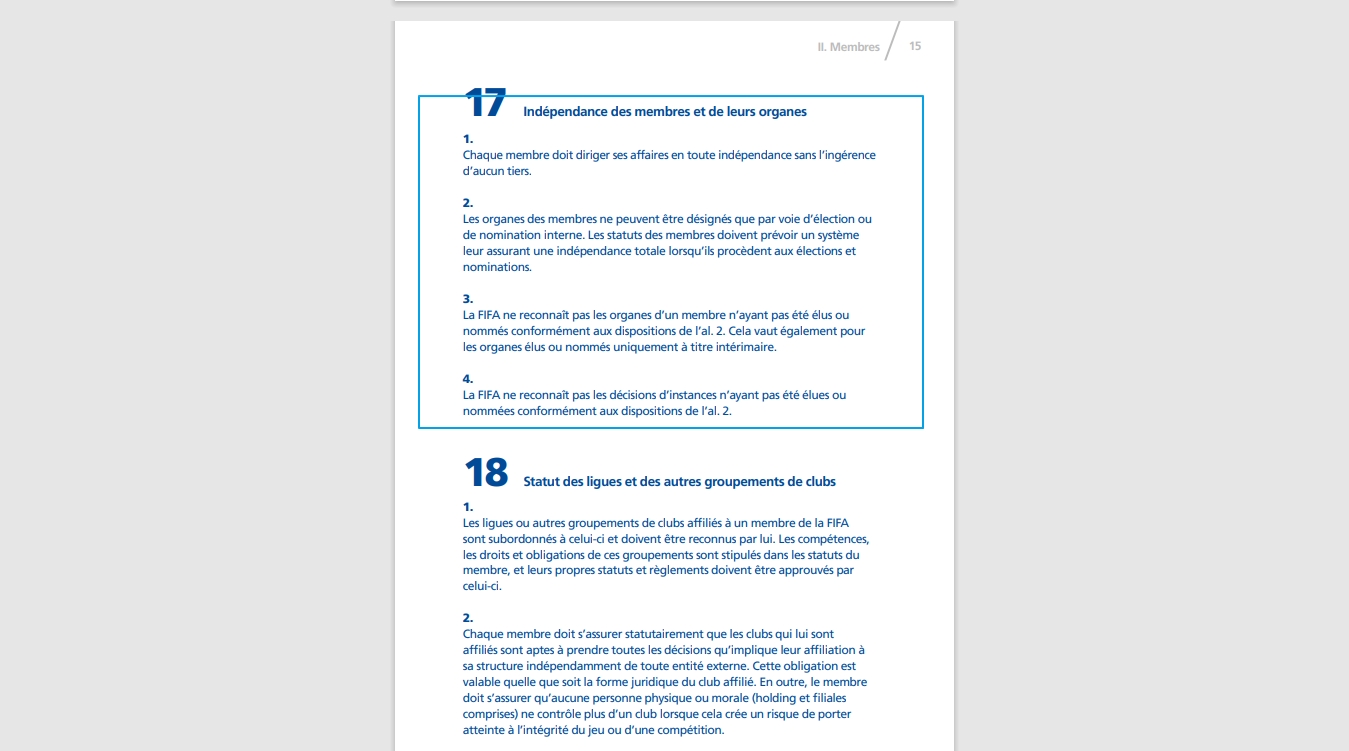 II. Membres 15
17 Indépendance des membres et de leurs organes
1.
Chaque membre doit diriger ses affaires en toute indépendance sans l’ingérence
d’aucun tiers.
2.
Les organes des membres ne peuvent être désignés que par voie d’élection ou
de nomination interne. Les statuts des membres doivent prévoir un système
leur assurant une indépendance totale lorsqu’ils procèdent aux élections et
nominations.
3.
La FIFA ne reconnaît pas les organes d’un membre n’ayant pas été élus ou
nommés conformément aux dispositions de l’al. 2. Cela vaut également pour
les organes élus ou nommés uniquement à titre intérimaire.
4.
La FIFA ne reconnaît pas les décisions d’instances n’ayant pas été élues ou
nommées conformément aux dispositions de l’al. 2.
18 Statut des ligues et des autres groupements de clubs
1.
Les ligues ou autres groupements de clubs affiliés à un membre de la FIFA
sont subordonnés à celui-ci et doivent être reconnus par lui. Les compétences,
les droits et obligations de ces groupements sont stipulés dans les statuts du
membre, et leurs propres statuts et règlements doivent être approuvés par
celui-ci.
2.
Chaque membre doit s’assurer statutairement que les clubs qui lui sont
affiliés sont aptes à prendre toutes les décisions qu’implique leur affiliation à
sa structure indépendamment de toute entité externe. Cette obligation est
valable quelle que soit la forme juridique du club affilié. En outre, le membre
doit s’assurer qu’aucune personne physique ou morale (holding et filiales
comprises) ne contrôle plus d’un club lorsque cela crée un risque de porter
atteinte à l’intégrité du jeu ou d’une compétition.